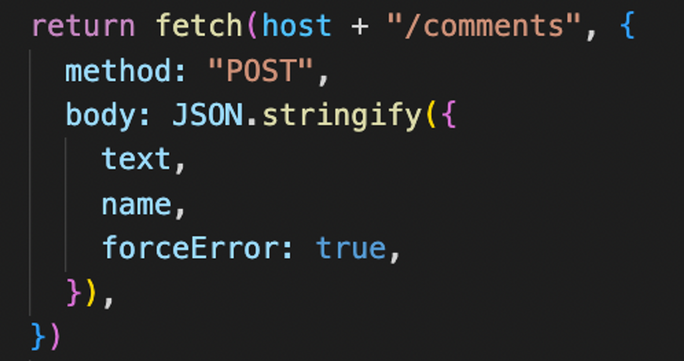 return fetch(host + "/comments", {
  method: "POST",
  body: JSON.stringify({
    text,
    name,
    forceError: true,
  }),
})